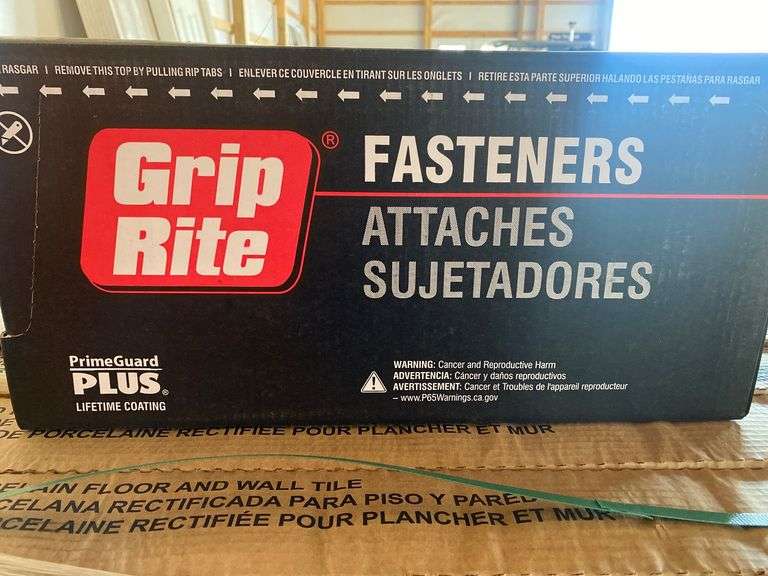 RASGAR | REMOVE THIS TOP BY PULLING RIP TABS | ENLEVER CE COUVERCLE EN TIRANT SUR LES ONGLETS | RETIRE ESTA PARTE SUPERIOR HALANDO LAS PESTAÑAS PARA RASGAR
Grip
Rite
®
FASTENERS
ATTACHES
SUJETADORES
PrimeGuard
PLUS®
LIFETIME COATING
WARNING: Cancer and Reproductive Harm
ADVERTENCIA: Cáncer y daños reproductivos
AVERTISSEMENT: Cancer et Troubles de l'appareil reproducteur
– www.P65Warnings.ca.gov
DE PORCELAINE RECTIFIÉE POUR PLANCHER ET MUR
ELAIN FLOOR AND WALL TILE
CELANA RECTIFICADA PARA PISO Y PARED
CELAINE RECTIFIÉE POUR PLANCHER ET MUR